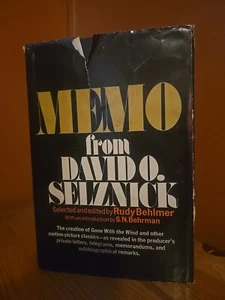 MEMO
from
DAVID O.
SELZNICK
Selected and edited by Rudy Behlmer
With an introduction by S.N. Behrman
The creation of Gone With the Wind and other
motion-picture classics—as revealed in the producer's
private letters, telegrams, memorandums, and
autobiographical remarks.